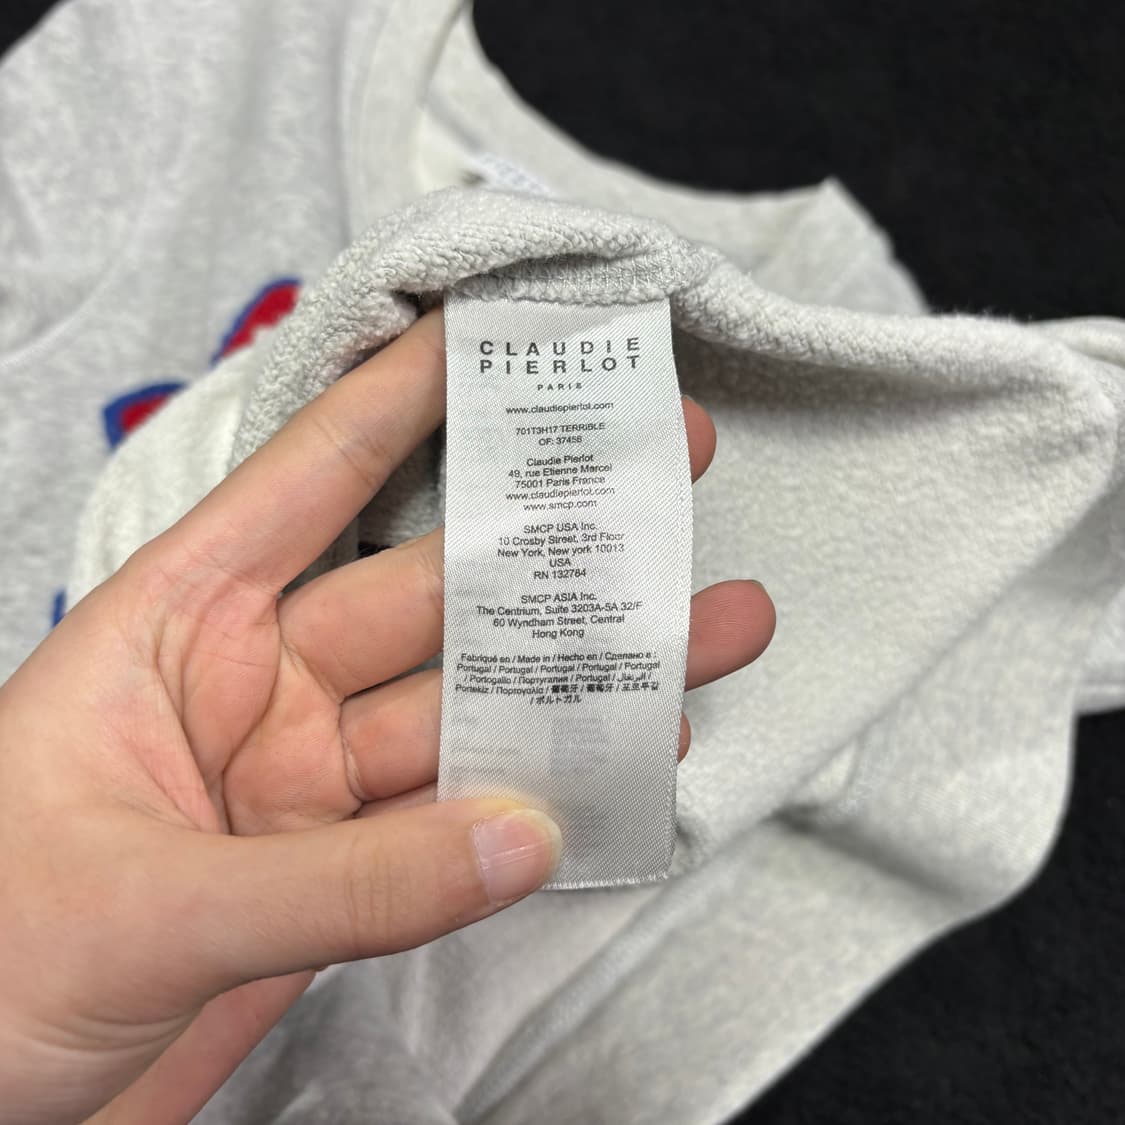 CLAUDIE
PIERLOT
PARIS
www.claudiepierlot.com
701T3H17 TERRIBLE
OF: 37456
Claudie Pierlot
49, rue Etienne Marcel
75001 Paris France
www.claudiepierlot.com
www.smcp.com
SMCP USA Inc.
10 Crosby Street, 3rd Floor
New York, New york 10013
USA
RN 132784
SMCP ASIA Inc.
The Centrium, Suite 3203A-5A 32/F
60 Wyndham Street, Central
Hong Kong
Fabriqué en / Made in / Hecho en / Сделано в :
Portugal / Portugal / Portugal / Portugal / Portugal
/ Portogallo / Португалия / Portugal / البرتغال /
Portekiz / Πορτογαλία / 葡萄牙 / 葡萄牙 / 포르투갈
/ ポルトガル